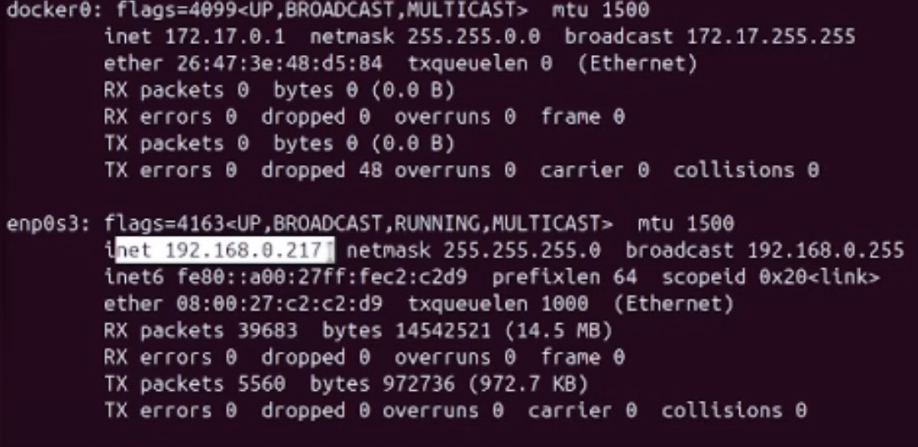 docker0: flags=4099<UP,BROADCAST,MULTICAST>  mtu 1500
inet 172.17.0.1  netmask 255.255.0.0  broadcast 172.17.255.255
ether 26:47:3e:48:d5:84  txqueuelen 0  (Ethernet)
RX packets 0  bytes 0 (0.0 B)
RX errors 0  dropped 0  overruns 0  frame 0
TX packets 0  bytes 0 (0.0 B)
TX errors 0  dropped 48 overruns 0  carrier 0  collisions 0
enp0s3: flags=4163<UP,BROADCAST,RUNNING,MULTICAST>  mtu 1500
inet 192.168.0.217  netmask 255.255.255.0  broadcast 192.168.0.255
inet6 fe80::a00:27ff:fec2:c2d9  prefixlen 64  scopeid 0x20<link>
ether 08:00:27:c2:c2:d9  txqueuelen 1000  (Ethernet)
RX packets 39683  bytes 14542521 (14.5 MB)
RX errors 0  dropped 0  overruns 0  frame 0
TX packets 5560  bytes 972736 (972.7 KB)
TX errors 0  dropped 0 overruns 0  carrier 0  collisions 0